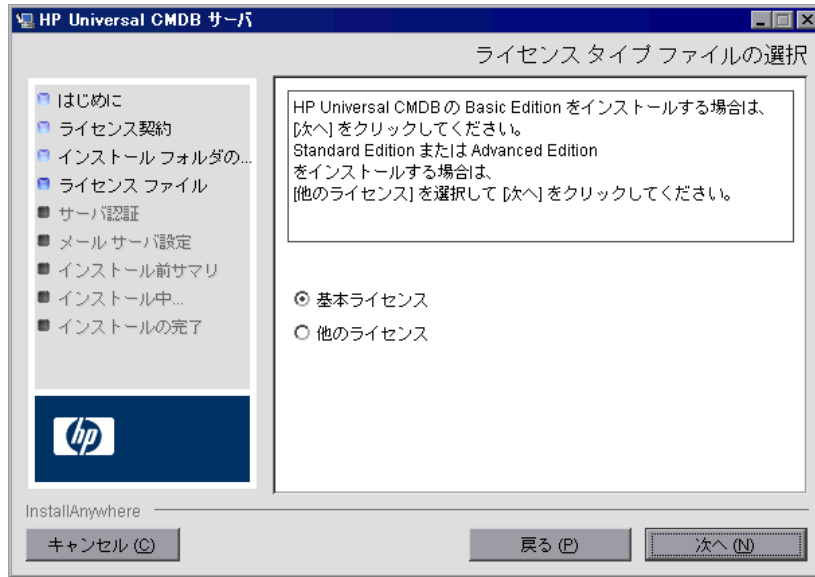 HP Universal CMDB サーバ
ライセンス タイプ ファイルの選択
はじめに
ライセンス契約
インストール フォルダの...
ライセンス ファイル
サーバ認証
メール サーバ設定
インストール前サマリ
インストール中...
インストールの完了
hp
HP Universal CMDB の Basic Edition をインストールする場合は、
[次へ] をクリックしてください。
Standard Edition または Advanced Edition
をインストールする場合は、
[他のライセンス] を選択して [次へ] をクリックしてください。
基本ライセンス
他のライセンス
InstallAnywhere
キャンセル (C)
戻る (P)
次へ (N)